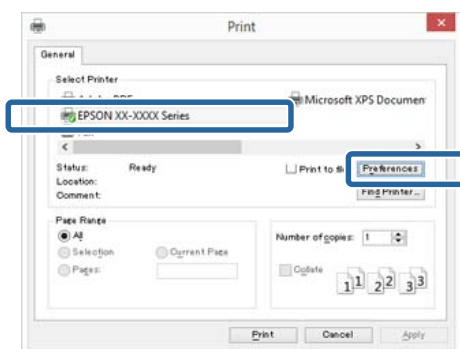 Print
General
Select Printer
Microsoft XPS Documen
EPSON XX-XXXX Series
Status: Ready
Print to
Preferences
Location:
Comment:
Find Printer...
Page Range
All
Selection
Current Page
Pages:
Number of copies: 1
Collate
1 1 2 2 3 3
Print
Cancel
Apply